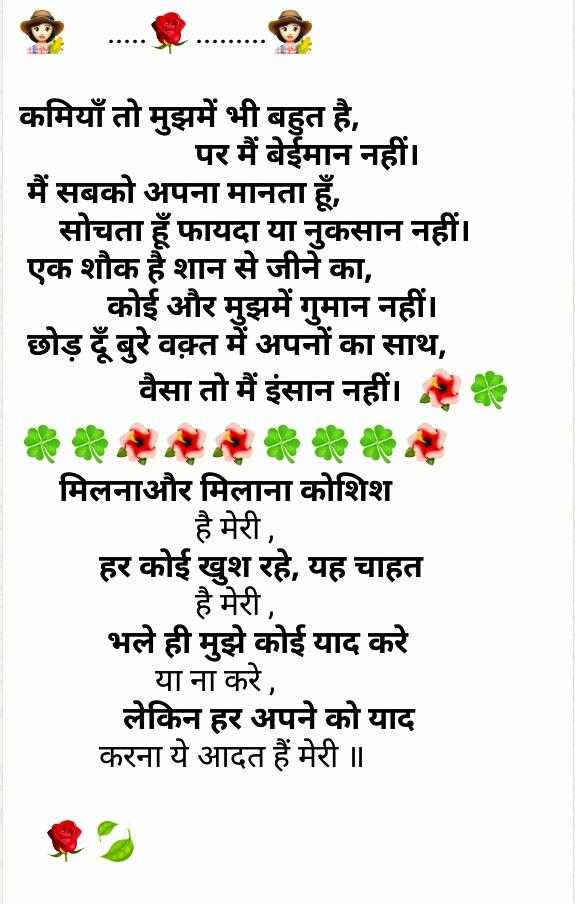 ..... .........
कमियाँ तो मुझमें भी बहुत है,
पर मैं बेईमान नहीं।
मैं सबको अपना मानता हूँ,
सोचता हूँ फायदा या नुकसान नहीं।
एक शौक है शान से जीने का,
कोई और मुझमें गुमान नहीं।
छोड़ दूँ बुरे वक़्त में अपनों का साथ,
वैसा तो मैं इंसान नहीं।
मिलनाऔर मिलाना कोशिश
है मेरी ,
हर कोई खुश रहे, यह चाहत
है मेरी ,
भले ही मुझे कोई याद करे
या ना करे ,
लेकिन हर अपने को याद
करना ये आदत हैं मेरी ॥